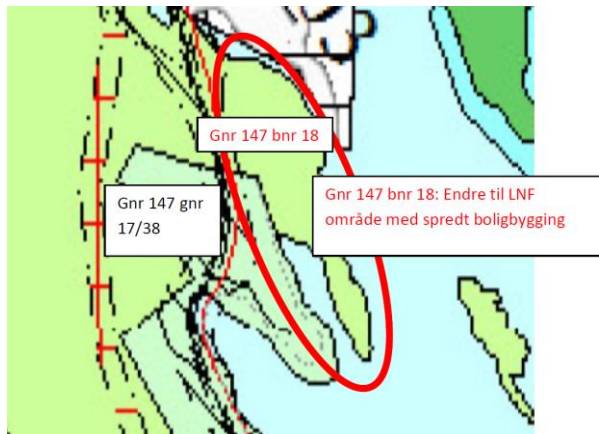 Gnr 147 bnr 18
Gnr 147 gnr
17/38
Gnr 147 bnr 18: Endre til LNF
område med spredt boligbygging